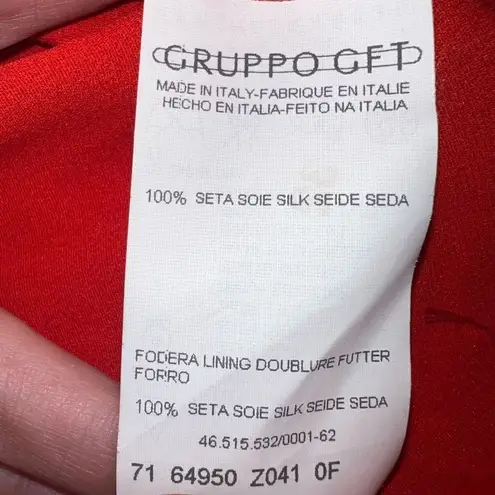 GRUPPO GFT
MADE IN ITALY-FABRIQUE EN ITALIE
HECHO EN ITALIA-FEITO NA ITALIA
100% SETA SOIE SILK SEIDE SEDA
FODERA LINING DOUBLURE FUTTER
FORRO
100% SETA SOIE SILK SEIDE SEDA
46.515.532/0001-62
71 64950 Z041 0F